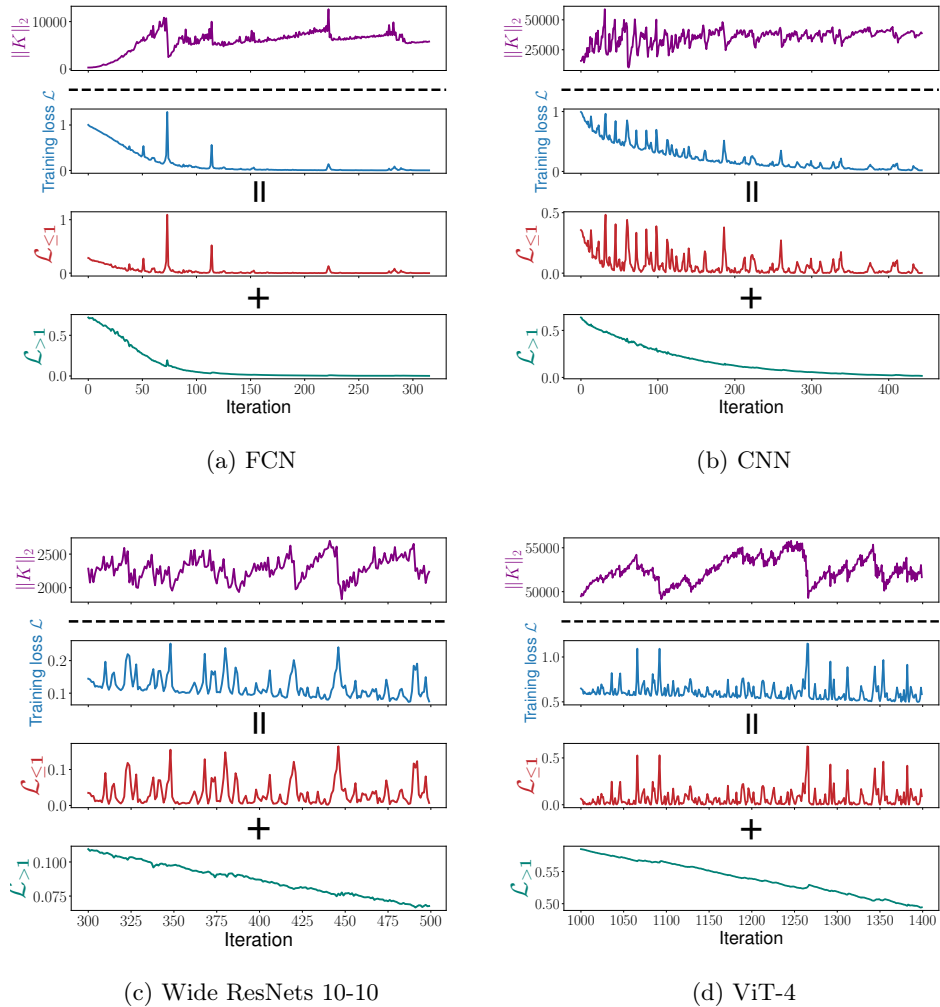 ||K||₂
10000
0
Training loss ℒ
1
0
=
ℒ≤1
1
0
+
ℒ>1
0.5
0.0
0 50 100 150 200 250 300
Iteration
(a) FCN
||K||₂
50000
25000
Training loss ℒ
1
0
=
ℒ≤1
0.5
0.0
+
ℒ>1
0.5
0.0
0 100 200 300 400
Iteration
(b) CNN
||K||₂
2500
2000
Training loss ℒ
0.2
0.1
=
ℒ≤1
0.1
0.0
+
ℒ>1
0.100
0.075
300 325 350 375 400 425 450 475 500
Iteration
(c) Wide ResNets 10-10
||K||₂
55000
50000
Training loss ℒ
1.0
0.5
=
ℒ≤1
0.5
0.0
+
ℒ>1
0.55
0.50
1000 1050 1100 1150 1200 1250 1300 1350 1400
Iteration
(d) ViT-4